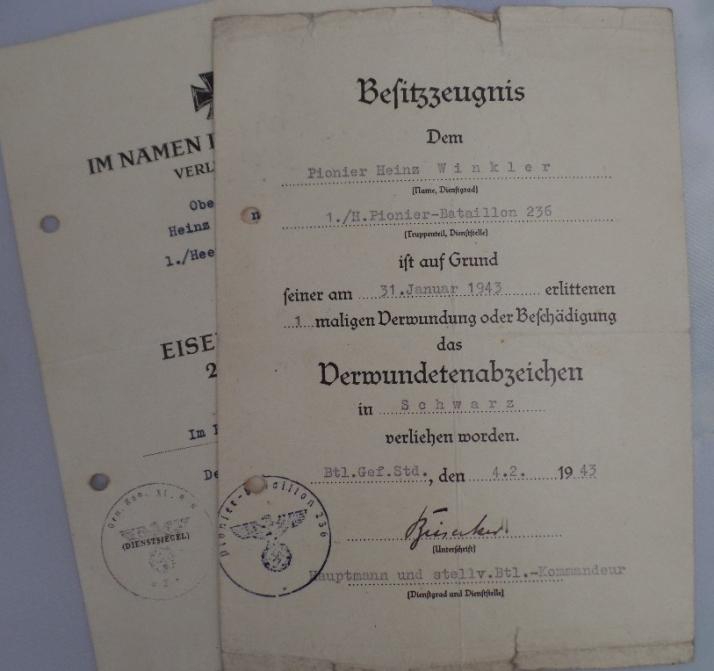 IM NAMEN
Obe
Heinz
1./Hee
EISE
2
Im
De
(DIENSTSIEGEL)
Besitzzeugnis
Dem
Pionier Heinz W i n k l e r
(Name, Dienstgrad)
n
1./H.Pionier-Bataillon 236
(Truppenteil, Dienststelle)
ist auf Grund
seiner am 31.Januar 1943 erlittenen
1 maligen Verwundung oder Beschädigung
das
Verwundetenabzeichen
in S c h w a r z
verliehen worden.
Btl.Gef.Std., den 4.2. 1943
(Unterschrift)
Hauptmann und stellv.Btl.-Kommandeur
(Dienstgrad und Dienststelle)
Pionier-Bataillon 236